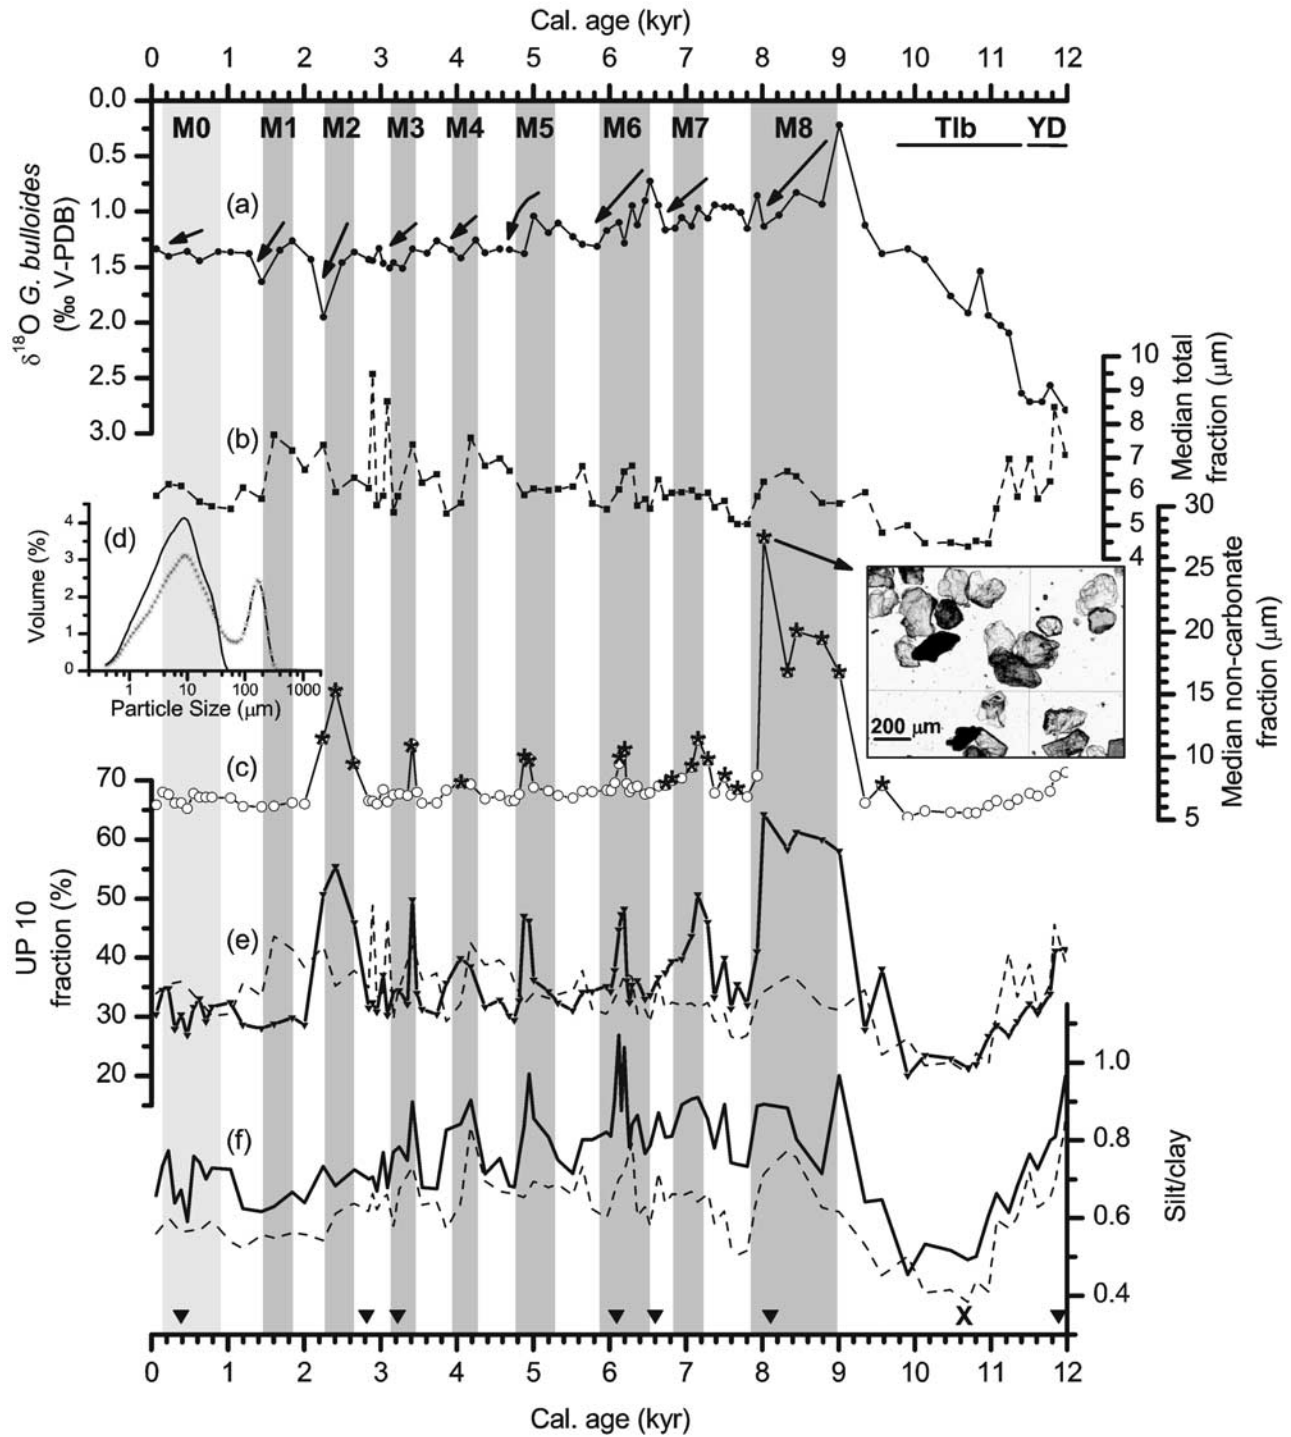 Cal. age (kyr)
0 1 2 3 4 5 6 7 8 9 10 11 12
0.0
0.5
1.0
1.5
2.0
2.5
3.0
δ18O G. bulloides
(‰ V-PDB)
M0 M1 M2 M3 M4 M5 M6 M7 M8 TIb YD
(a)
(b)
10
9
8
7
6
5
4
Median total
fraction (μm)
(d)
4
3
2
1
0
Volume (%)
1 10 100 1000
Particle Size (μm)
30
25
20
15
10
5
Median non-carbonate
fraction (μm)
200 μm
(c)
70
60
50
40
30
20
UP 10
fraction (%)
(e)
(f)
1.0
0.8
0.6
0.4
Silt/clay
X
0 1 2 3 4 5 6 7 8 9 10 11 12
Cal. age (kyr)